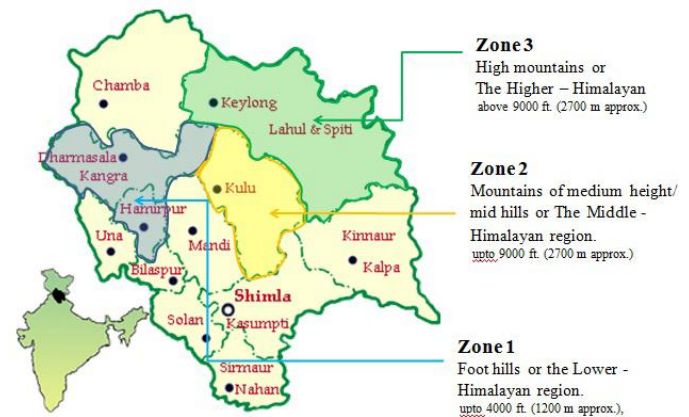 Chamba
Keylong
Lahul & Spiti
Dharmasala
Kangra
Kulu
Hamirpur
Una
Mandi
Kinnaur
Bilaspur
Kalpa
Shimla
Solan
Kasumpti
Sirmaur
Nahan
Zone 3
High mountains or
The Higher – Himalayan
above 9000 ft. (2700 m approx.)
Zone 2
Mountains of medium height/
mid hills or The Middle -
Himalayan region.
upto 9000 ft. (2700 m approx.)
Zone 1
Foot hills or the Lower -
Himalayan region.
upto 4000 ft. (1200 m approx.),